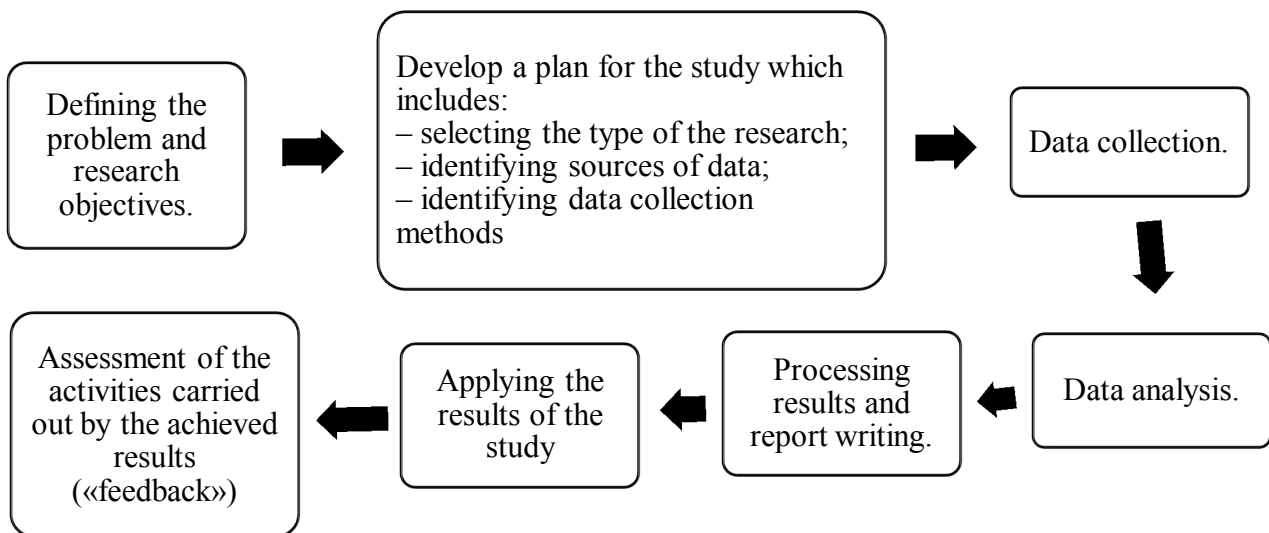 Defining the
problem and
research
objectives.
Develop a plan for the study which
includes:
– selecting the type of the research;
– identifying sources of data;
– identifying data collection
methods
Data collection.
Data analysis.
Processing
results and
report writing.
Applying the
results of the
study
Assessment of the
activities carried
out by the achieved
results
(«feedback»)